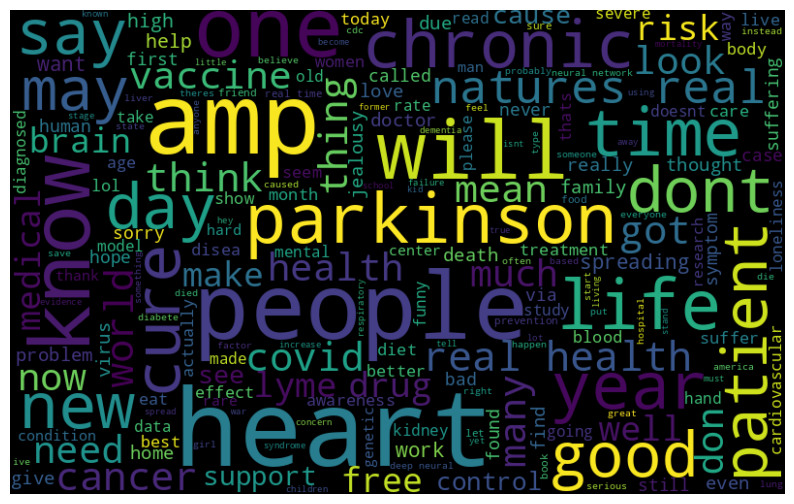 say
high
one
chronic
today
read
cause
severe
risk
way
known
sure
cdc
instead
become
mortality
help
due
live
look
want
first
little
believe
women
man
probably
neural network
using
body
may
vaccine
old
called
natures
real
liver
theres
friend
real time
love
never
former
feel
thats
doesnt
care
stage
anyone
rate
take
state
human
amp
thing
doctor
please
dementia
isnt
type
someone
away
time
suffering
diagnosed
brain
will
age
seem
jealousy
really
thought
case
think
mean
family
dont
lol
month
show
caused
school
failure
kid
food
everyone
day
parkinson
got
sorry
hey
hard
true
often
based
die
know
model
hope
save
something
disea
mental
center
death
treatment
spreading
symptom
research
loneliness
medical
thank
evidence
make
health
much
via
start
living
put
hospital
stand
cure
died
diabete
world
virus
actually
people
respiratory
funny
study
prevention
life
blood
suffer
patient
problem
made
factor
increase
tell
happen
lot
america
must
now
covid
diet
better
real health
effect
see
lyme
drug
bad
right
year
hand
eat
spread
rare
war
awareness
many
cardiovascular
new
data
concern
kidney
let
yet
found
find
going
well
great
condition
best
girl
genetic
work
book
don
need
home
syndrome
support
good
ive
give
cancer
children
free
deep neural
control
serious
still
even
lung